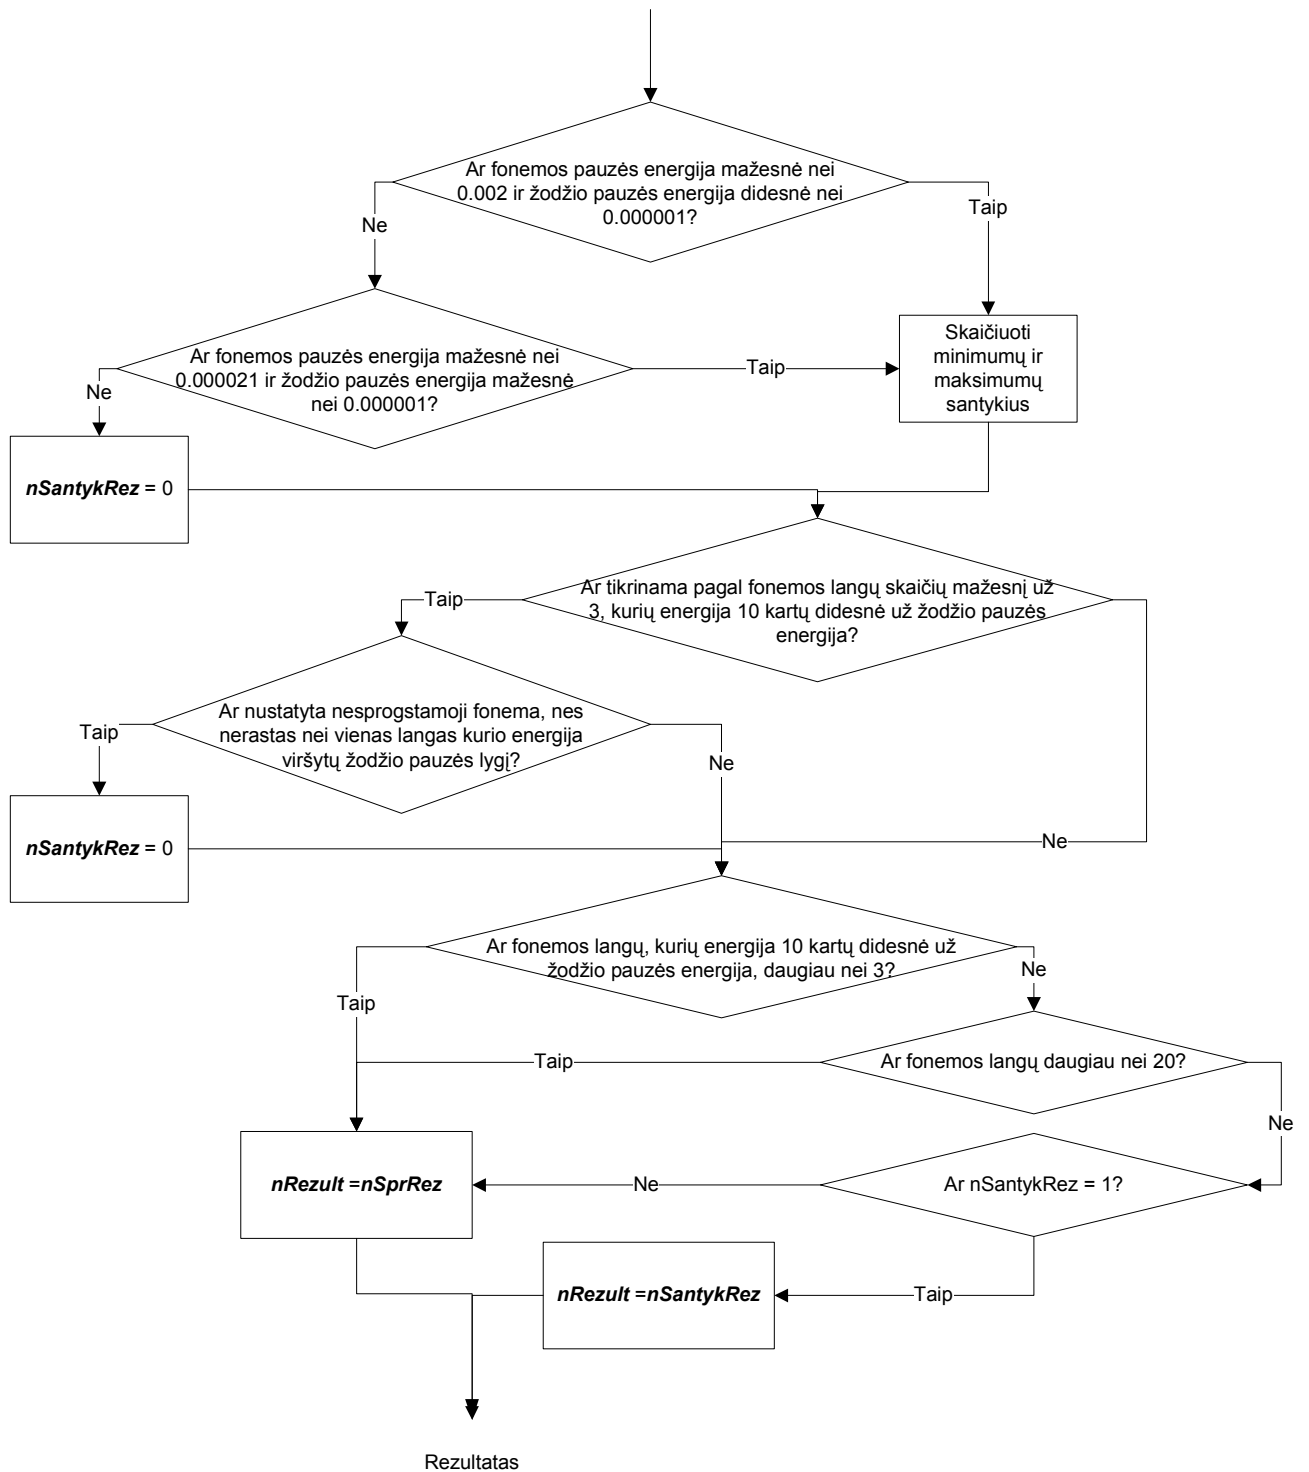 Ar fonemos pauzės energija mažesnė nei
0.002 ir žodžio pauzės energija didesnė nei
0.000001?
Ne
Taip
Ar fonemos pauzės energija mažesnė nei
0.000021 ir žodžio pauzės energija mažesnė
nei 0.000001?
Ne
Taip
Skaičiuoti
minimumų ir
maksimumų
santykius
nSantykRez = 0
Ar tikrinama pagal fonemos langų skaičių mažesnį už
3, kurių energija 10 kartų didesnė už žodžio pauzės
energija?
Taip
Ne
Ar nustatyta nesprogstamoji fonema, nes
nerastas nei vienas langas kurio energija
viršytų žodžio pauzės lygį?
Taip
Ne
nSantykRez = 0
Ar fonemos langų, kurių energija 10 kartų didesnė už
žodžio pauzės energija, daugiau nei 3?
Taip
Ne
Ar fonemos langų daugiau nei 20?
Taip
Ne
Ar nSantykRez = 1?
Ne
nRezult =nSprRez
Taip
nRezult =nSantykRez
Rezultatas